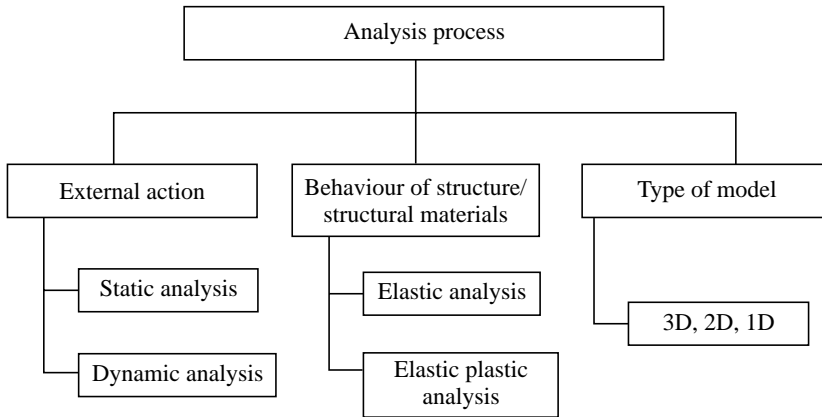 Analysis process
External action
Behaviour of structure/
structural materials
Type of model
Static analysis
Elastic analysis
3D, 2D, 1D
Dynamic analysis
Elastic plastic
analysis